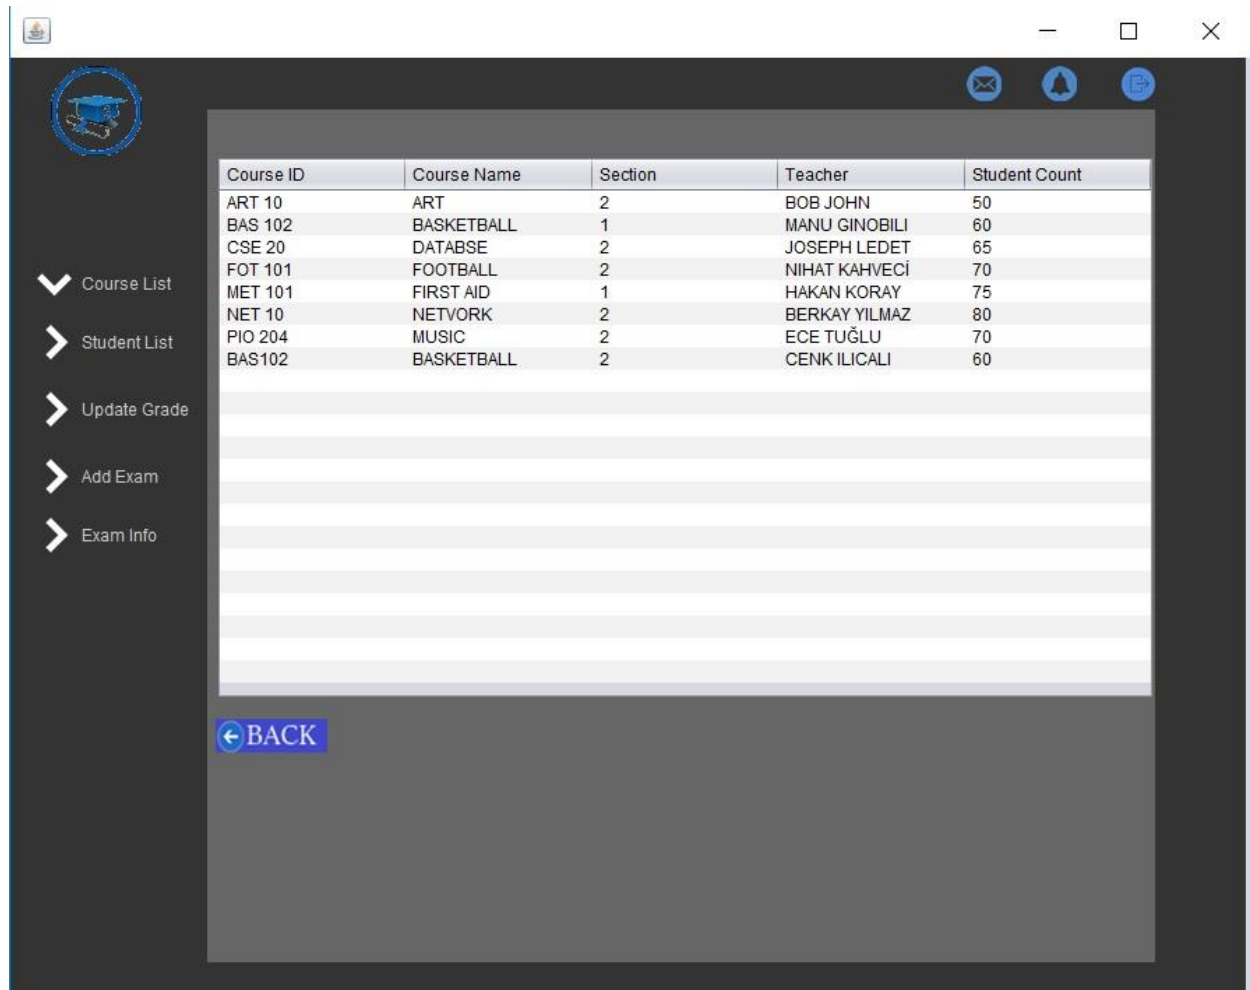 Course ID Course Name Section Teacher Student Count
ART 10 ART 2 BOB JOHN 50
BAS 102 BASKETBALL 1 MANU GINOBILI 60
CSE 20 DATABSE 2 JOSEPH LEDET 65
FOT 101 FOOTBALL 2 NIHAT KAHVECİ 70
MET 101 FIRST AID 1 HAKAN KORAY 75
NET 10 NETVORK 2 BERKAY YILMAZ 80
PIO 204 MUSIC 2 ECE TUĞLU 70
BAS102 BASKETBALL 2 CENK ILICALI 60
Course List
Student List
Update Grade
Add Exam
Exam Info
BACK